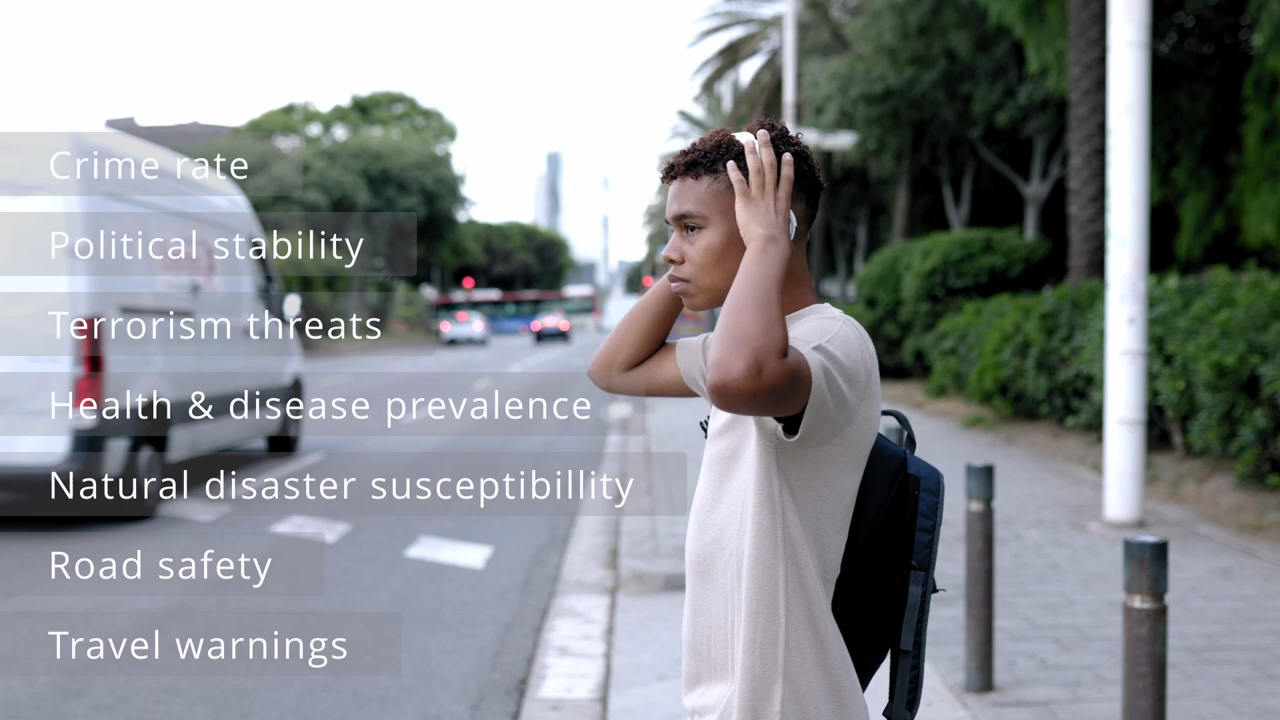 Crime rate
Political stability
Terrorism threats
Health & disease prevalence
Natural disaster susceptibillity
Road safety
Travel warnings